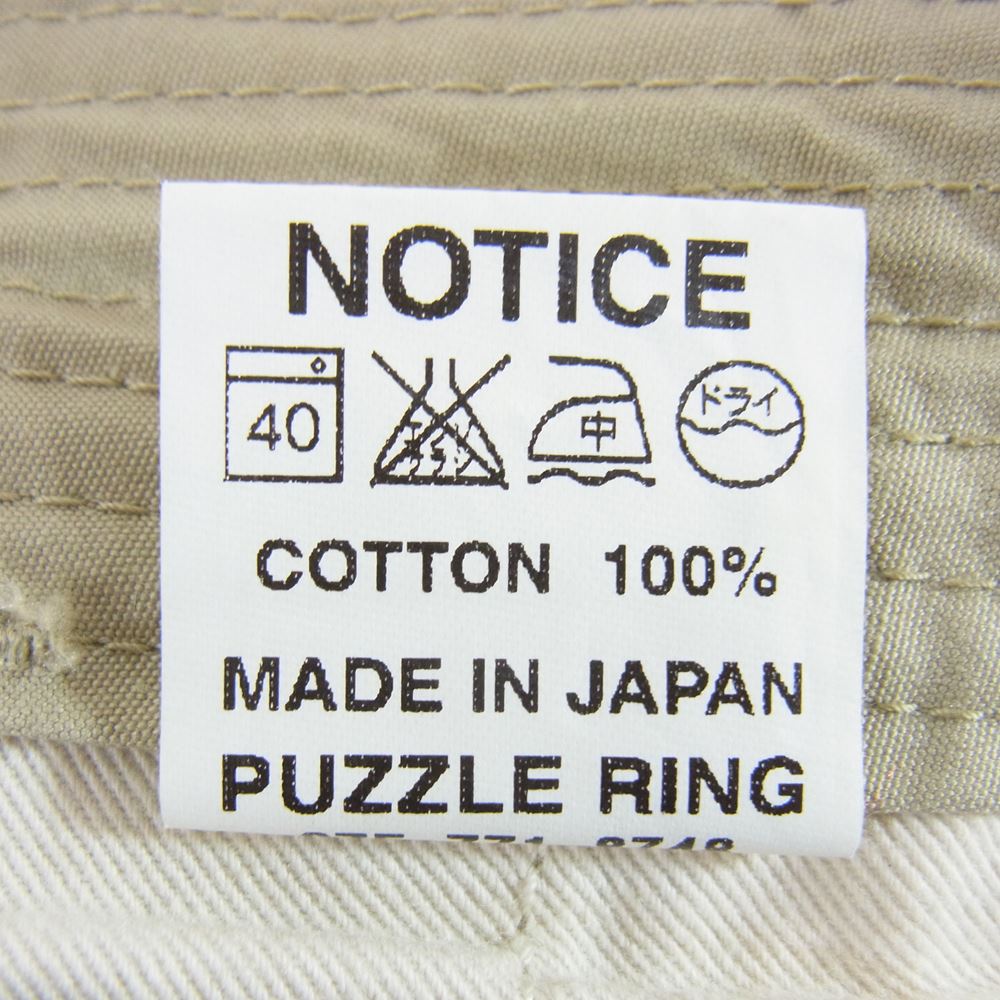 NOTICE
40 中 ドライ
COTTON 100%
MADE IN JAPAN
PUZZLE RING